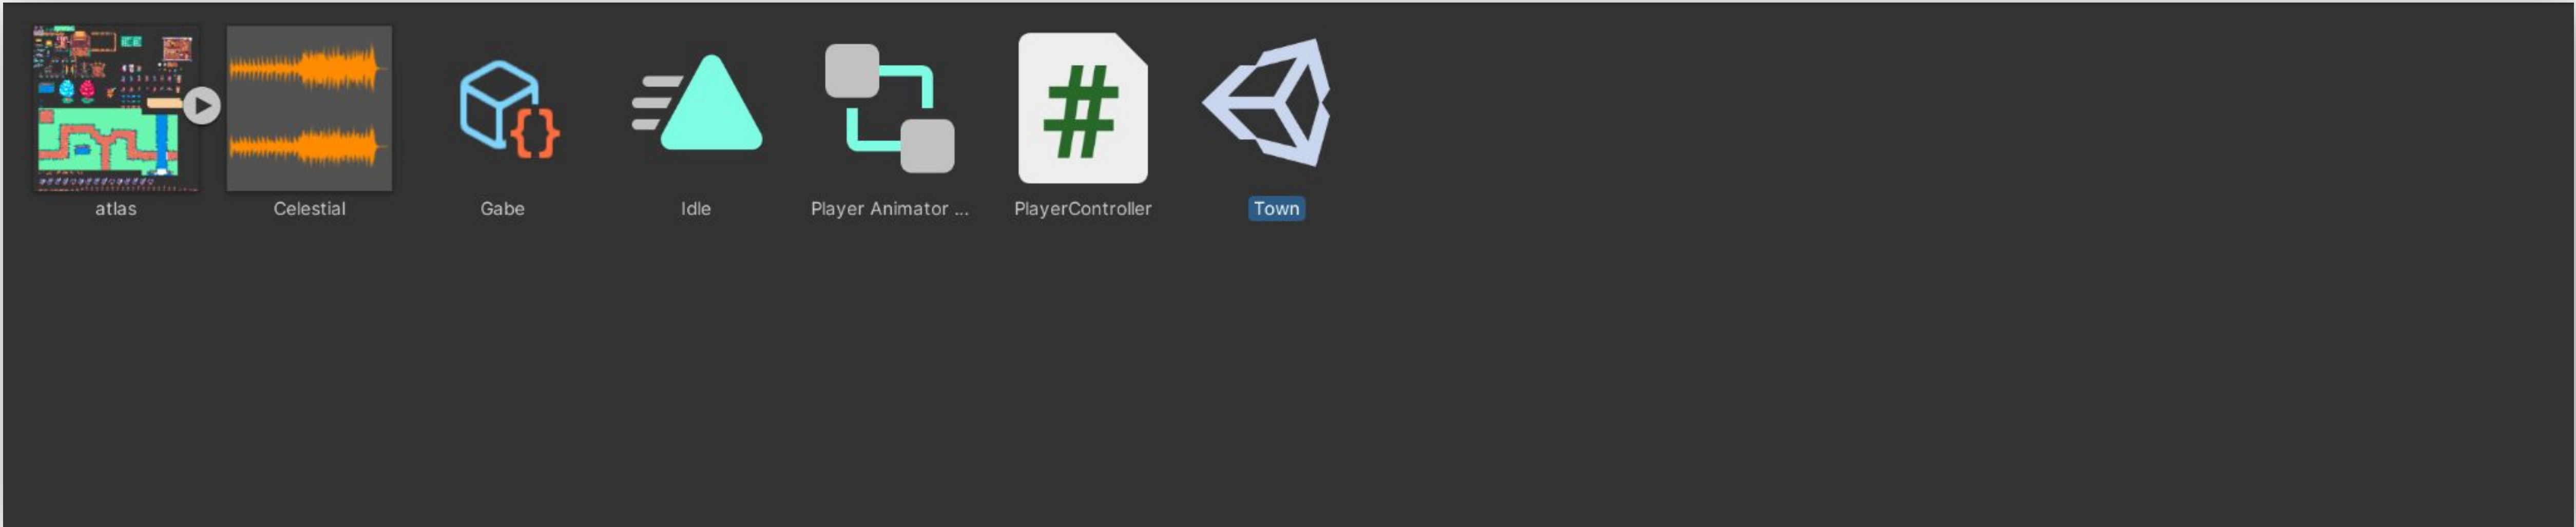 atlas
Celestial
Gabe
Idle
Player Animator ...
PlayerController
Town